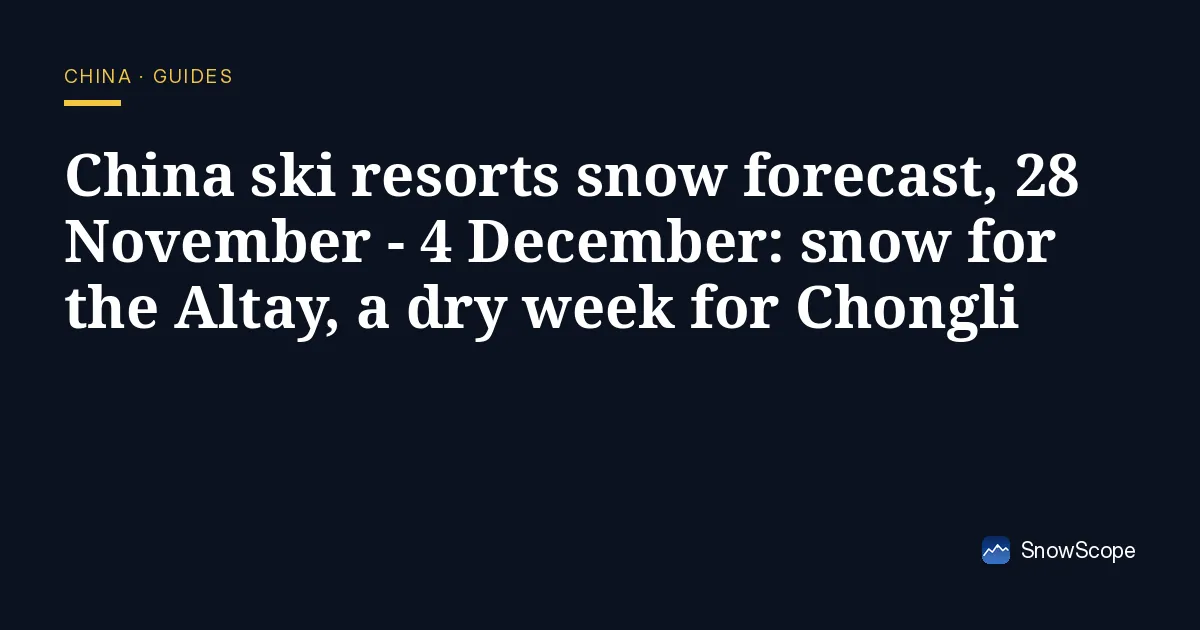 CHINA · GUIDES
China ski resorts snow forecast, 28
November - 4 December: snow for
the Altay, a dry week for Chongli
SnowScope